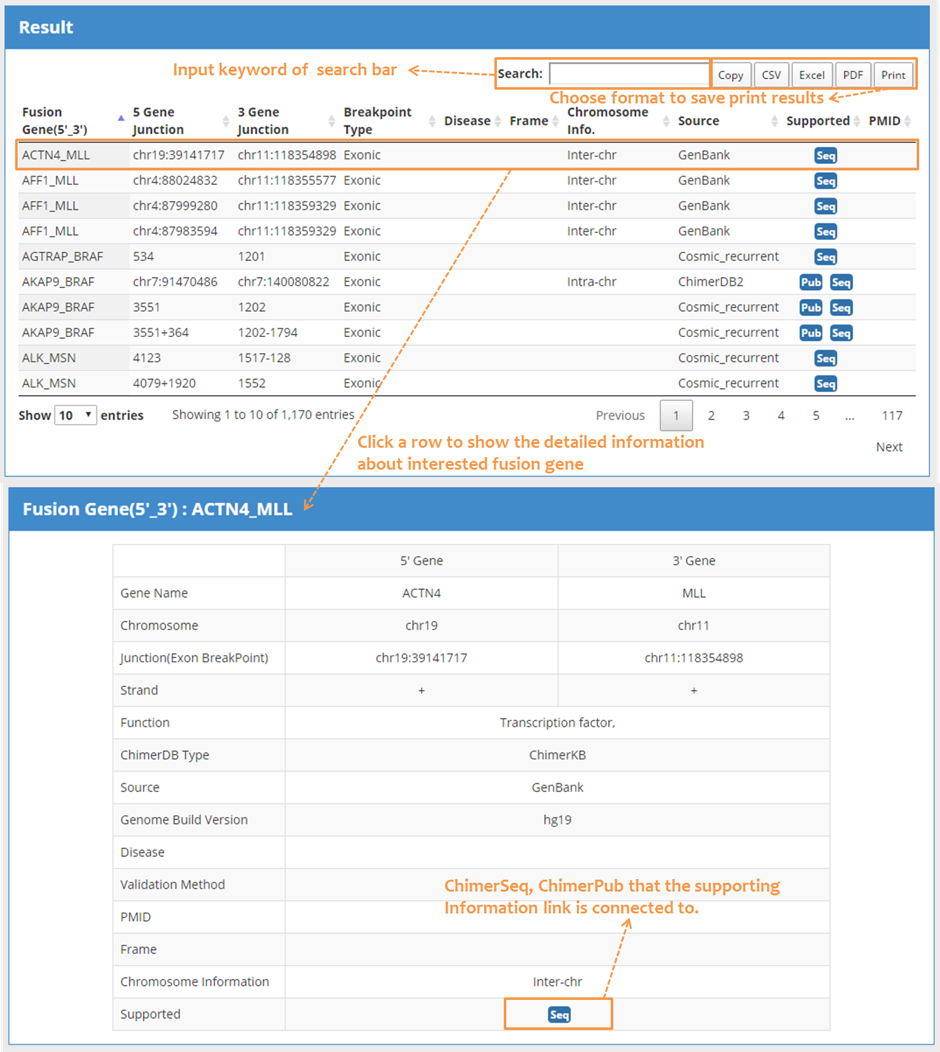 Result
Input keyword of search bar
Search:
Copy CSV Excel PDF Print
Choose format to save print results
Fusion Gene(5'_3') 5 Gene Junction 3 Gene Junction Breakpoint Type Disease Frame Chromosome Info. Source Supported PMID
ACTN4_MLL chr19:39141717 chr11:118354898 Exonic Inter-chr GenBank Seq
AFF1_MLL chr4:88024832 chr11:118355577 Exonic Inter-chr GenBank Seq
AFF1_MLL chr4:87999280 chr11:118359329 Exonic Inter-chr GenBank Seq
AFF1_MLL chr4:87983594 chr11:118359329 Exonic Inter-chr GenBank Seq
AGTRAP_BRAF 534 1201 Exonic Cosmic_recurrent Seq
AKAP9_BRAF chr7:91470486 chr7:140080822 Exonic Intra-chr ChimerDB2 Pub Seq
AKAP9_BRAF 3551 1202 Exonic Cosmic_recurrent Pub Seq
AKAP9_BRAF 3551+364 1202-1794 Exonic Cosmic_recurrent Pub Seq
ALK_MSN 4123 1517-128 Exonic Cosmic_recurrent Seq
ALK_MSN 4079+1920 1552 Exonic Cosmic_recurrent Seq
Show 10 entries Showing 1 to 10 of 1,170 entries Previous 1 2 3 4 5 ... 117
Next
Click a row to show the detailed information
about interested fusion gene
Fusion Gene(5'_3') : ACTN4_MLL
5' Gene 3' Gene
Gene Name ACTN4 MLL
Chromosome chr19 chr11
Junction(Exon BreakPoint) chr19:39141717 chr11:118354898
Strand + +
Function Transcription factor,
ChimerDB Type ChimerKB
Source GenBank
Genome Build Version hg19
Disease
Validation Method
ChimerSeq, ChimerPub that the supporting
Information link is connected to.
PMID
Frame
Chromosome Information Inter-chr
Supported Seq